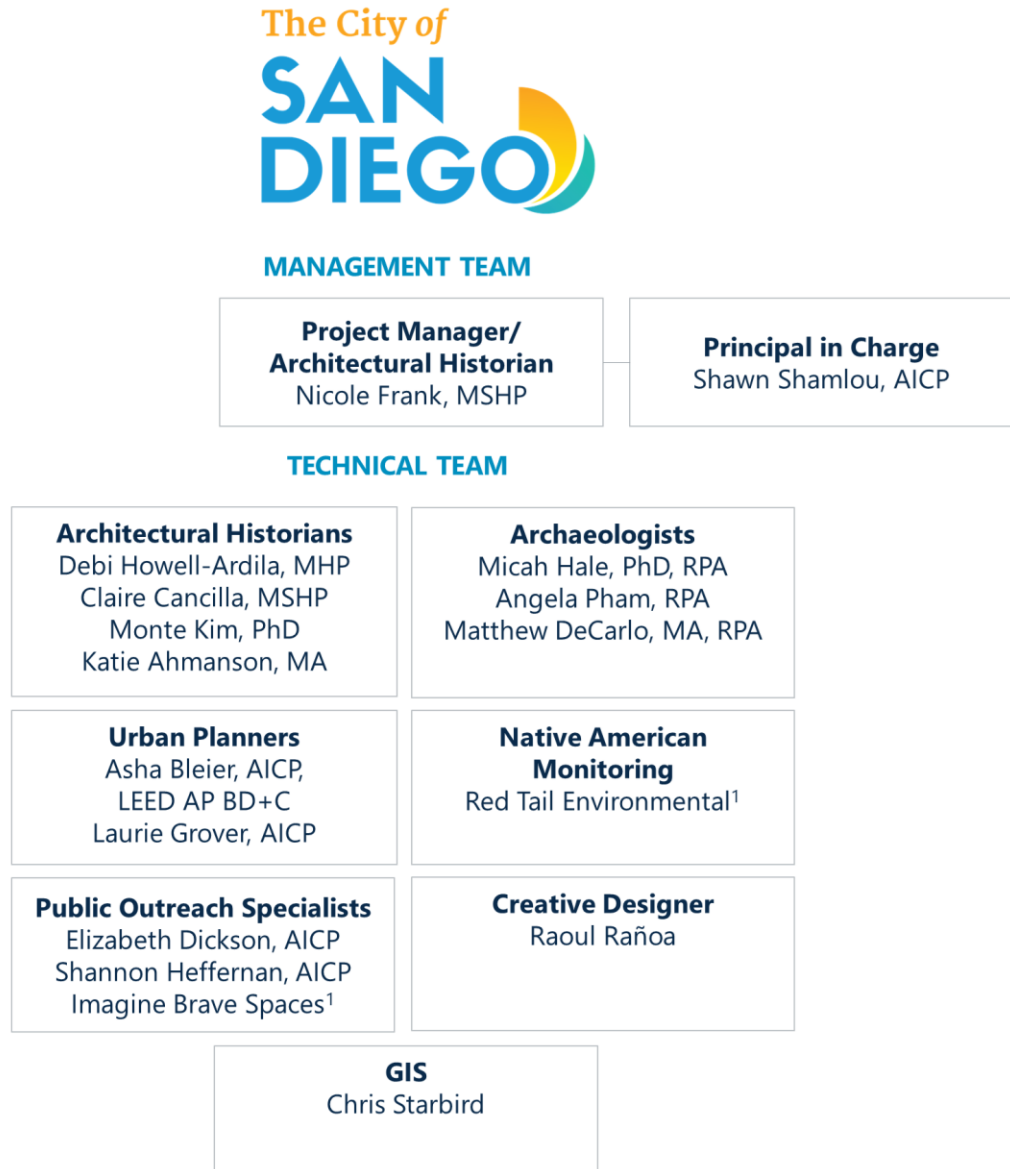 The City of
SAN
DIEGO
MANAGEMENT TEAM
Project Manager/
Architectural Historian
Nicole Frank, MSHP
Principal in Charge
Shawn Shamlou, AICP
TECHNICAL TEAM
Architectural Historians
Debi Howell-Ardila, MHP
Claire Cancilla, MSHP
Monte Kim, PhD
Katie Ahmanson, MA
Archaeologists
Micah Hale, PhD, RPA
Angela Pham, RPA
Matthew DeCarlo, MA, RPA
Urban Planners
Asha Bleier, AICP,
LEED AP BD+C
Laurie Grover, AICP
Native American
Monitoring
Red Tail Environmental¹
Public Outreach Specialists
Elizabeth Dickson, AICP
Shannon Heffernan, AICP
Imagine Brave Spaces¹
Creative Designer
Raoul Rañoa
GIS
Chris Starbird